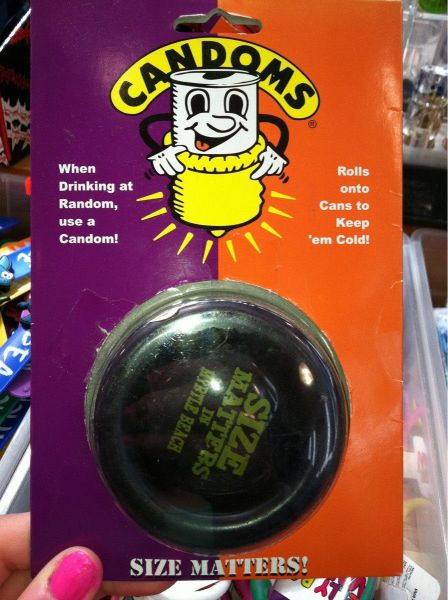 CANDOMS
®
When
Drinking at
Random,
use a
Candom!
Rolls
onto
Cans to
Keep
'em Cold!
SIZE
MATTERS
IN
MYRTLE BEACH
SIZE MATTERS!